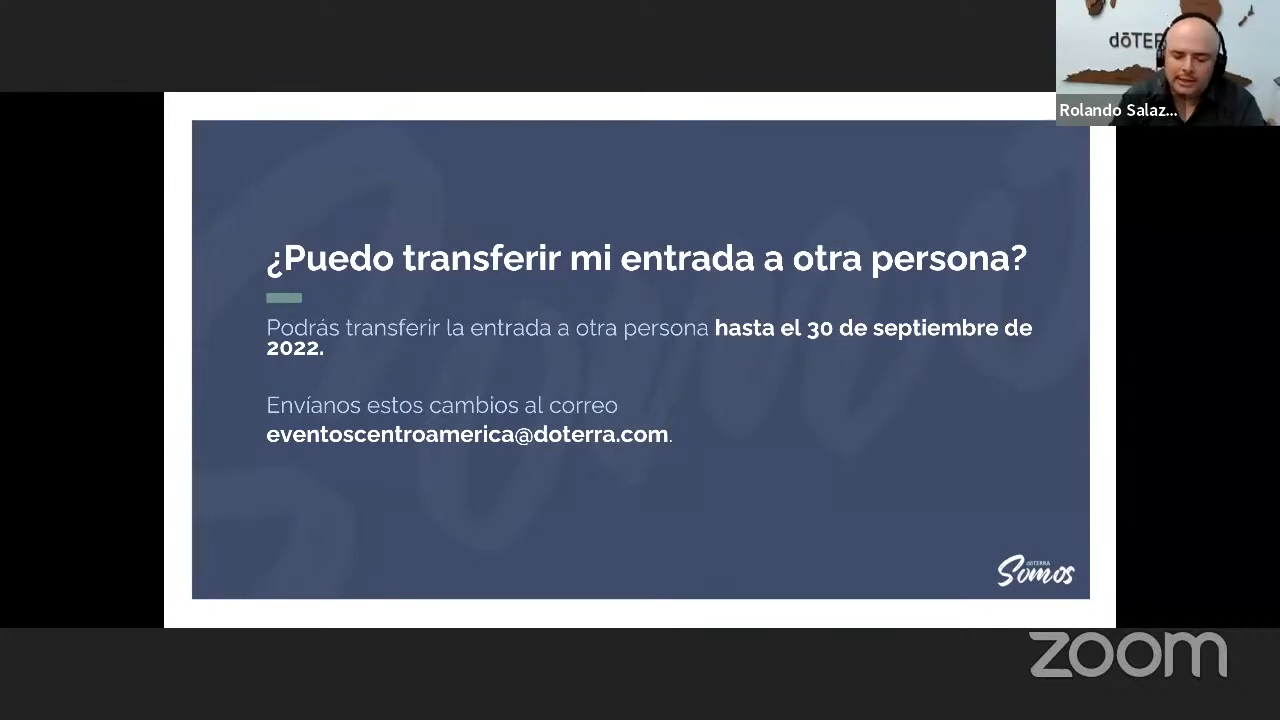 dōTE
Rolando Salaz...
¿Puedo transferir mi entrada a otra persona?
Podrás transferir la entrada a otra persona hasta el 30 de septiembre de
2022.
Envíanos estos cambios al correo
eventoscentroamerica@doterra.com.
dōTERRA
Somos
zoom